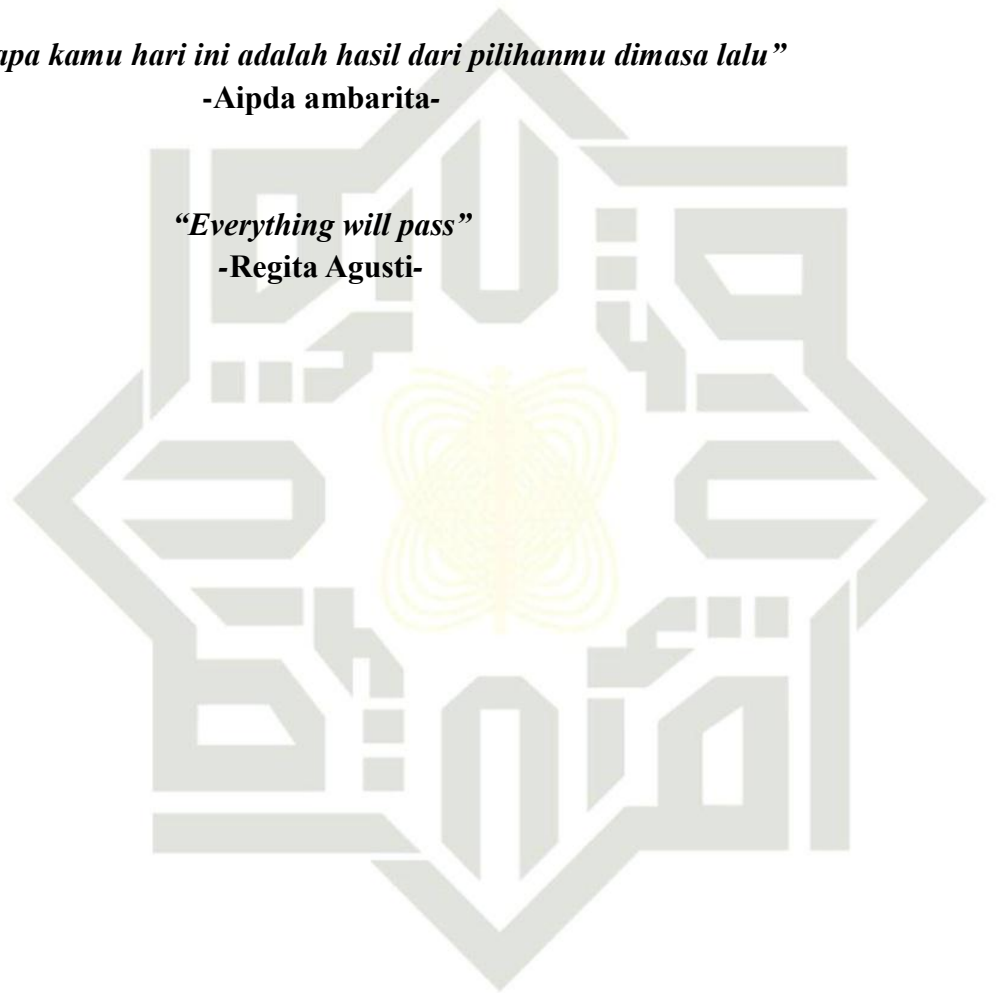 apa kamu hari ini adalah hasil dari pilihanmu dimasa lalu”
-Aipda ambarita-
“Everything will pass”
-Regita Agusti-